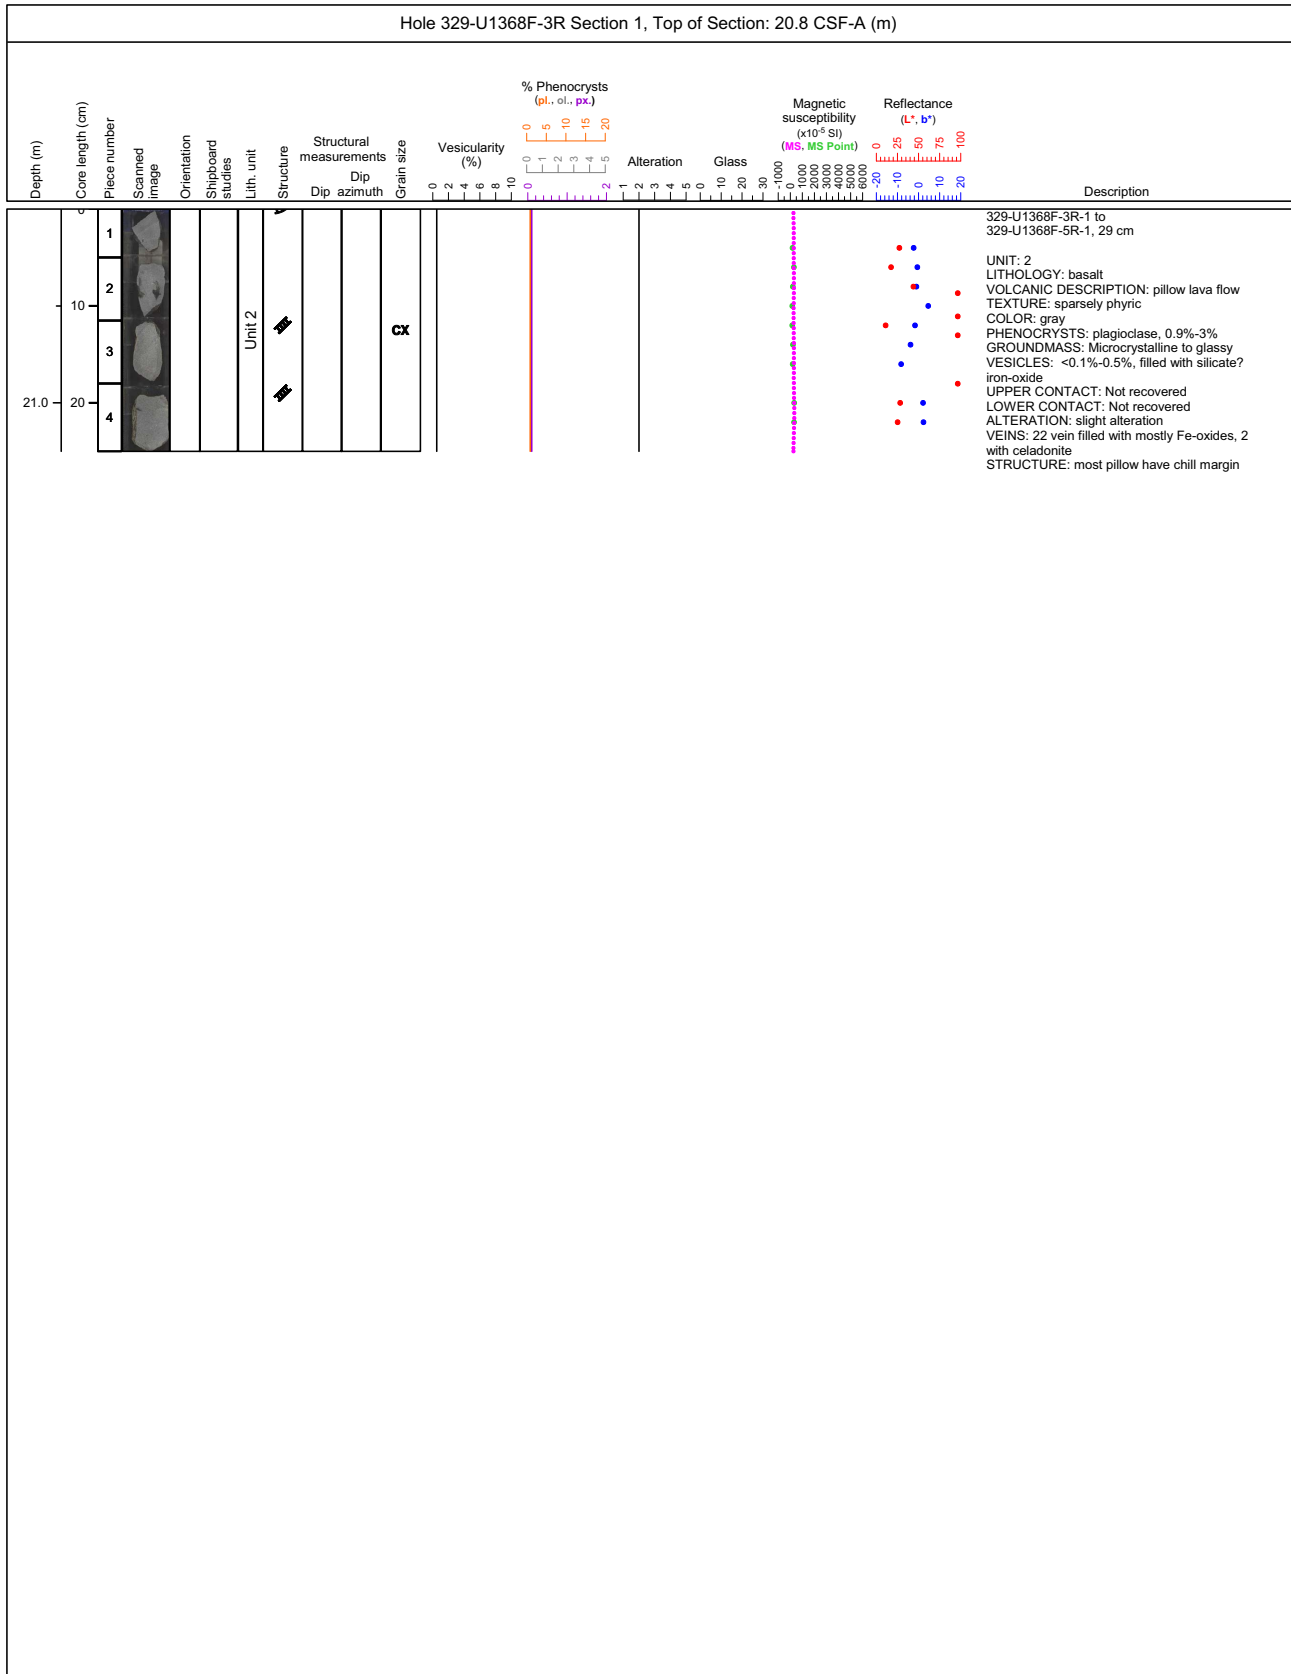 Hole 329-U1368F-3R Section 1, Top of Section: 20.8 CSF-A (m)
Depth (m)
Core length (cm)
Piece number
Scanned
image
Orientation
Shipboard
studies
Lith. unit
Structure
Structural
measurements
Dip
Dip
azimuth
Grain size
Vesicularity
(%)
0 2 4 6 8 10
% Phenocrysts
(pl., ol., px.)
0 5 10 15 20
0 1 2 3 4 5
0 2
Alteration
1 2 3 4 5
Glass
0 10 20 30
Magnetic
susceptibility
(x10-5 SI)
(MS, MS Point)
-1000 0 1000 2000 3000 4000 5000 6000
Reflectance
(L*, b*)
0 25 50 75 100
-20 -10 0 10 20
Description
0
10
21.0
20
1
2
3
4
Unit 2
CX
329-U1368F-3R-1 to
329-U1368F-5R-1, 29 cm
UNIT: 2
LITHOLOGY: basalt
VOLCANIC DESCRIPTION: pillow lava flow
TEXTURE: sparsely phyric
COLOR: gray
PHENOCRYSTS: plagioclase, 0.9%-3%
GROUNDMASS: Microcrystalline to glassy
VESICLES: <0.1%-0.5%, filled with silicate?
iron-oxide
UPPER CONTACT: Not recovered
LOWER CONTACT: Not recovered
ALTERATION: slight alteration
VEINS: 22 vein filled with mostly Fe-oxides, 2
with celadonite
STRUCTURE: most pillow have chill margin